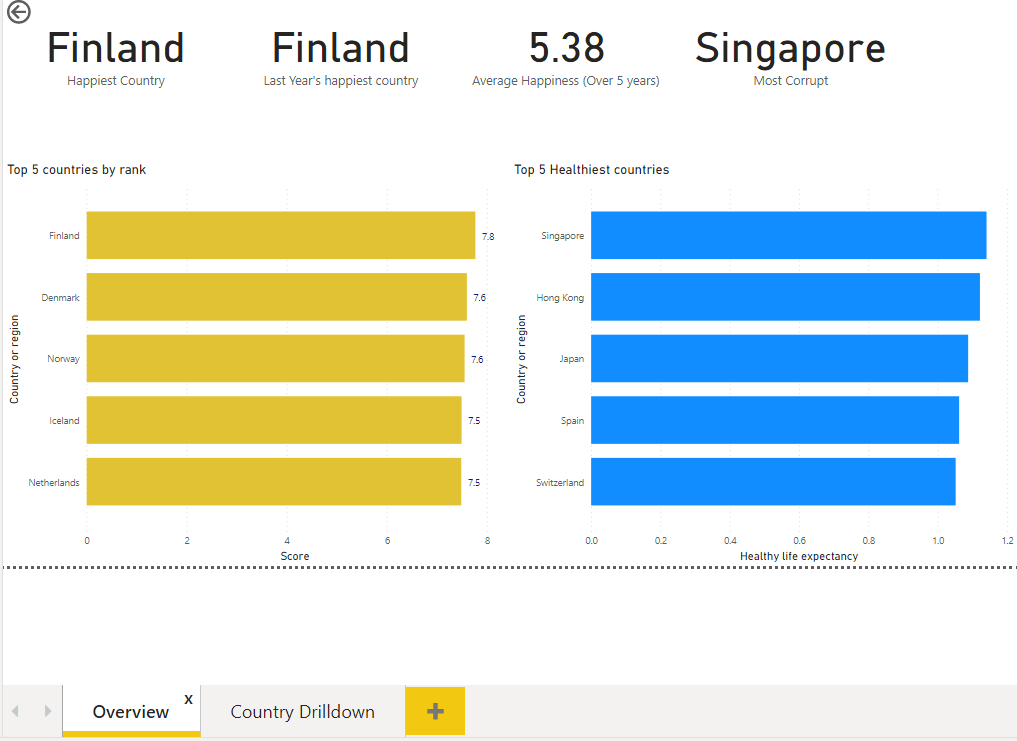 Finland
Happiest Country
Finland
Last Year's happiest country
5.38
Average Happiness (Over 5 years)
Singapore
Most Corrupt
Top 5 countries by rank
Country or region
Finland
7.8
Denmark
7.6
Norway
7.6
Iceland
7.5
Netherlands
7.5
0 2 4 6 8
Score
Top 5 Healthiest countries
Country or region
Singapore
Hong Kong
Japan
Spain
Switzerland
0.0 0.2 0.4 0.6 0.8 1.0 1.2
Healthy life expectancy
Overview x
Country Drilldown
+